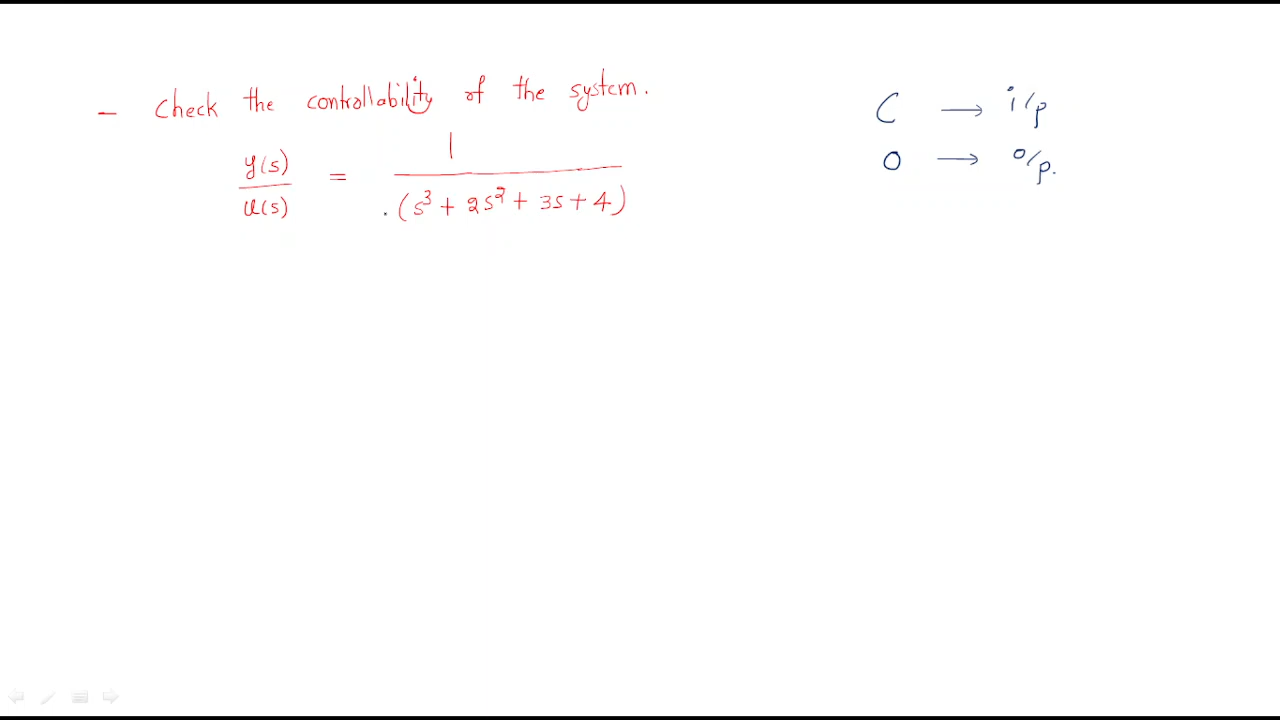 - Check the controllability of the system.
y(s)
u(s)
=
1
(s³ + 2s² + 3s + 4)
C → i/p
O → o/p.